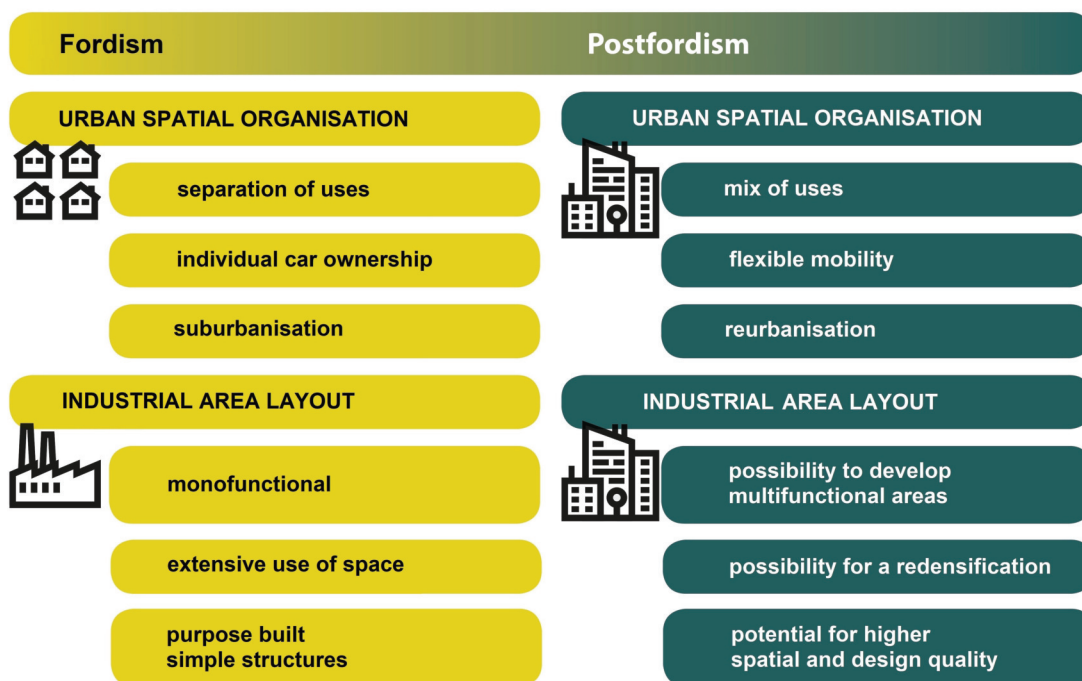 Fordism
Postfordism
URBAN SPATIAL ORGANISATION
separation of uses
individual car ownership
suburbanisation
INDUSTRIAL AREA LAYOUT
monofunctional
extensive use of space
purpose built
simple structures
URBAN SPATIAL ORGANISATION
mix of uses
flexible mobility
reurbanisation
INDUSTRIAL AREA LAYOUT
possibility to develop
multifunctional areas
possibility for a redensification
potential for higher
spatial and design quality